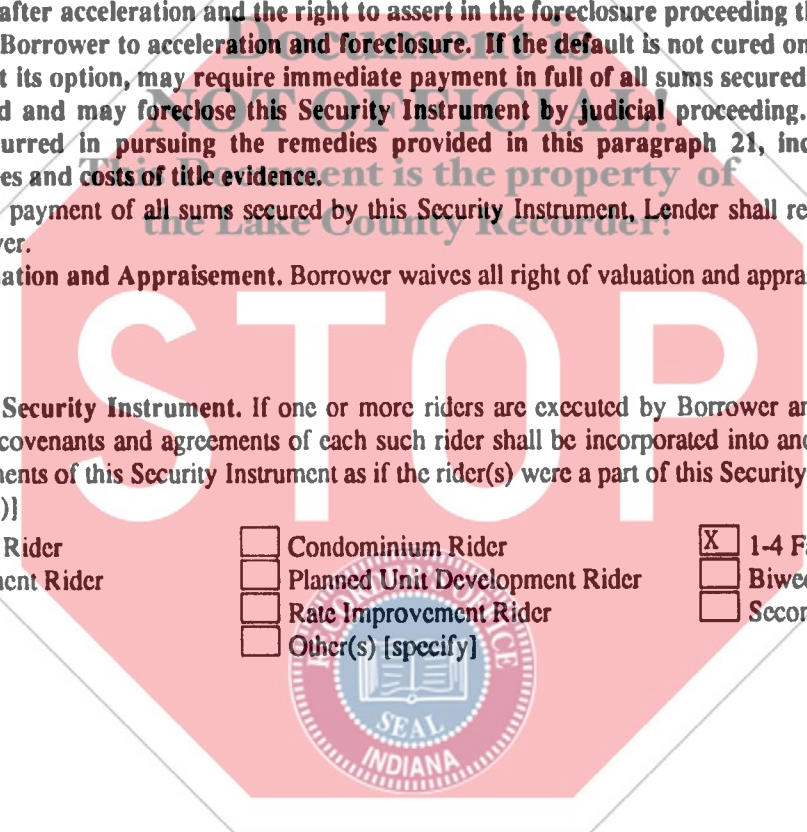 after acceleration and the right to assert in the foreclosure proceeding
Borrower to acceleration and foreclosure. If the default is not cured on
Document is
t its option, may require immediate payment in full of all sums secured
d and may foreclose this Security Instrument by judicial proceeding.
NOT OFFICIAL!
urred in pursuing the remedies provided in this paragraph 21, inc
es and costs of title evidence.
This Document is the property of
payment of all sums secured by this Security Instrument, Lender shall re
the Lake County Recorder!
ver.
ation and Appraisement. Borrower waives all right of valuation and apprai
STOP
Security Instrument. If one or more riders are executed by Borrower an
covenants and agreements of each such rider shall be incorporated into and
nents of this Security Instrument as if the rider(s) were a part of this Security
)]
Rider
nent Rider
Condominium Rider
Planned Unit Development Rider
Rate Improvement Rider
Other(s) [specify]
X 1-4 F
Biwee
Secon
RECORDER'S OFFICE
SEAL
INDIANA